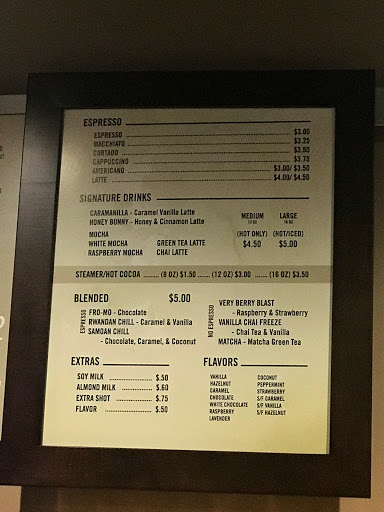 ESPRESSO
ESPRESSO $3.00
MACCHIATO $3.25
CORTADO $3.50
CAPPUCCINO $3.75
AMERICANO $3.00/ $3.50
LATTE $4.00/ $4.50
SIGNATURE DRINKS
CARAMANILLA - Caramel Vanilla Latte
HONEY BUNNY - Honey & Cinnamon Latte
MEDIUM LARGE
12 OZ 16 OZ
MOCHA (HOT ONLY) (HOT/ICED)
WHITE MOCHA GREEN TEA LATTE $4.50 $5.00
RASPBERRY MOCHA CHAI LATTE
STEAMER/HOT COCOA ........ (8 OZ) $1.50 ...... (12 OZ) $3.00 ...... (16 OZ) $3.50
BLENDED $5.00
ESPRESSO
FRO-MO - Chocolate
RWANDAN CHILL - Caramel & Vanilla
SAMOAN CHILL
- Chocolate, Caramel, & Coconut
NO ESPRESSO
VERY BERRY BLAST
- Raspberry & Strawberry
VANILLA CHAI FREEZE
- Chai Tea & Vanilla
MATCHA - Matcha Green Tea
EXTRAS
SOY MILK $.50
ALMOND MILK $.60
EXTRA SHOT $.75
FLAVOR $.50
FLAVORS
VANILLA
HAZELNUT
CARAMEL
CHOCOLATE
WHITE CHOCOLATE
RASPBERRY
LAVENDER
COCONUT
PEPPERMINT
STRAWBERRY
S/F CARAMEL
S/F VANILLA
S/F HAZELNUT